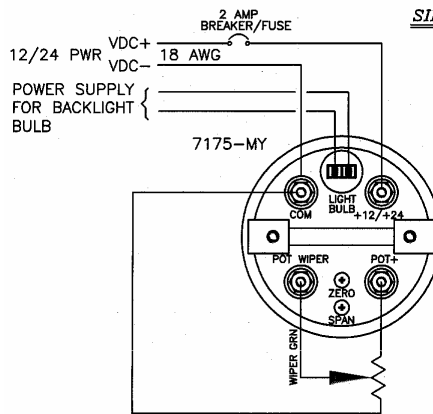 2 AMP
BREAKER/FUSE
VDC+
12/24 PWR
VDC-
18 AWG
POWER SUPPLY
FOR BACKLIGHT
BULB
7175-MY
COM
LIGHT
BULB
+12/+24
POT WIPER
POT+
ZERO
SPAN
WIPER GRN